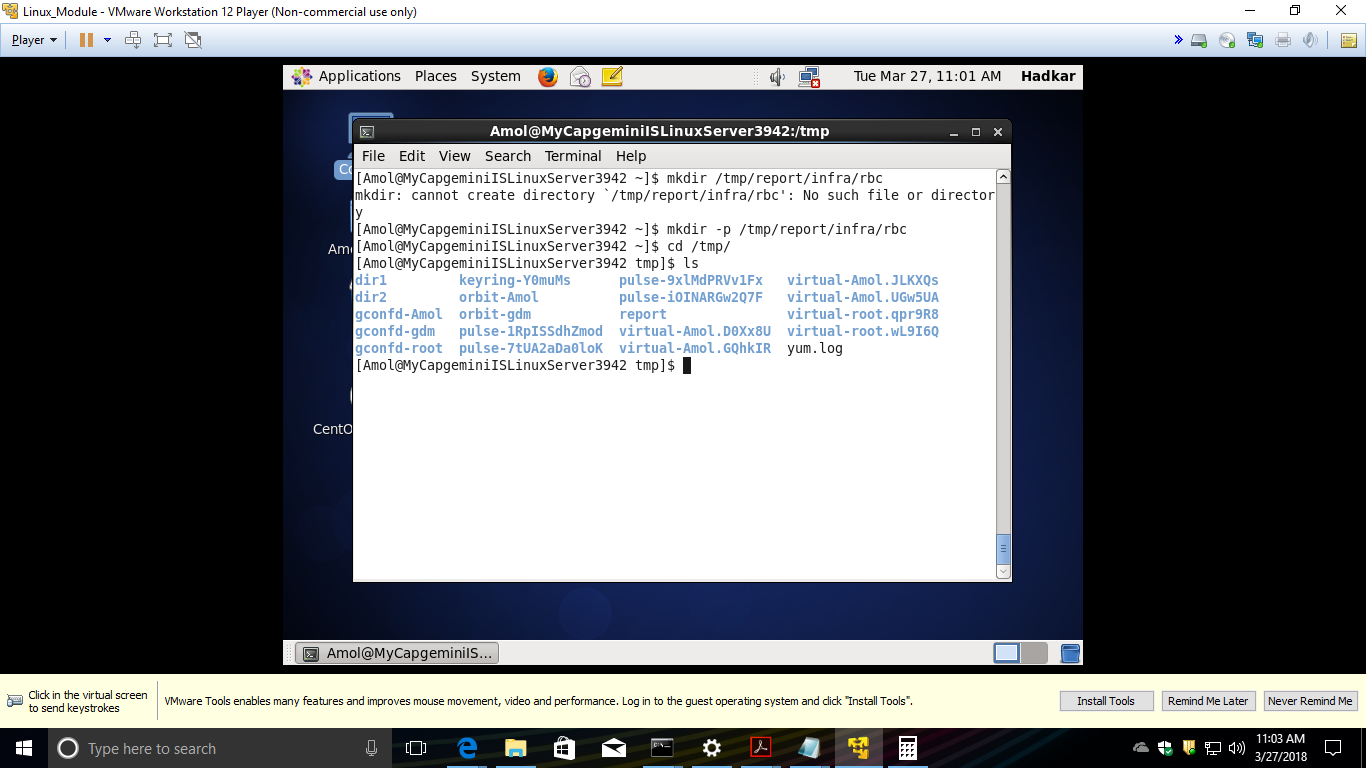 Linux_Module - VMware Workstation 12 Player (Non-commercial use only)
Player
Applications Places System Tue Mar 27, 11:01 AM Hadkar
Amol@MyCapgeminiISLinuxServer3942:/tmp
File Edit View Search Terminal Help
[Amol@MyCapgeminiISLinuxServer3942 ~]$ mkdir /tmp/report/infra/rbc
mkdir: cannot create directory `/tmp/report/infra/rbc': No such file or director
y
[Amol@MyCapgeminiISLinuxServer3942 ~]$ mkdir -p /tmp/report/infra/rbc
[Amol@MyCapgeminiISLinuxServer3942 ~]$ cd /tmp/
[Amol@MyCapgeminiISLinuxServer3942 tmp]$ ls
dir1 keyring-Y0muMs pulse-9xlMdPRVv1Fx virtual-Amol.JLKXQs
dir2 orbit-Amol pulse-iOINARGw2Q7F virtual-Amol.UGw5UA
gconfd-Amol orbit-gdm report virtual-root.qpr9R8
gconfd-gdm pulse-1RpISSdhZmod virtual-Amol.D0Xx8U virtual-root.wL9I6Q
gconfd-root pulse-7tUA2aDa0loK virtual-Amol.GQhkIR yum.log
[Amol@MyCapgeminiISLinuxServer3942 tmp]$
Co
Am
CentO
Amol@MyCapgeminiIS...
Click in the virtual screen
to send keystrokes
VMware Tools enables many features and improves mouse movement, video and performance. Log in to the guest operating system and click "Install Tools".
Install Tools Remind Me Later Never Remind Me
Type here to search
11:03 AM
3/27/2018